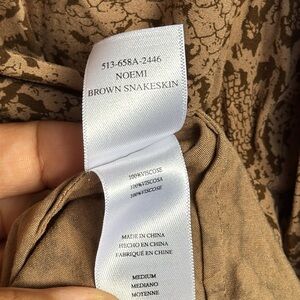 513-658A-2446
NOEMI
BROWN SNAKESKIN
100%VISCOSE
100%VISCOSA
100%VISCOSE
MADE IN CHINA
HECHO EN CHINA
FABRIQUÉ EN CHINE
MEDIUM
MEDIANO
MOYENNE